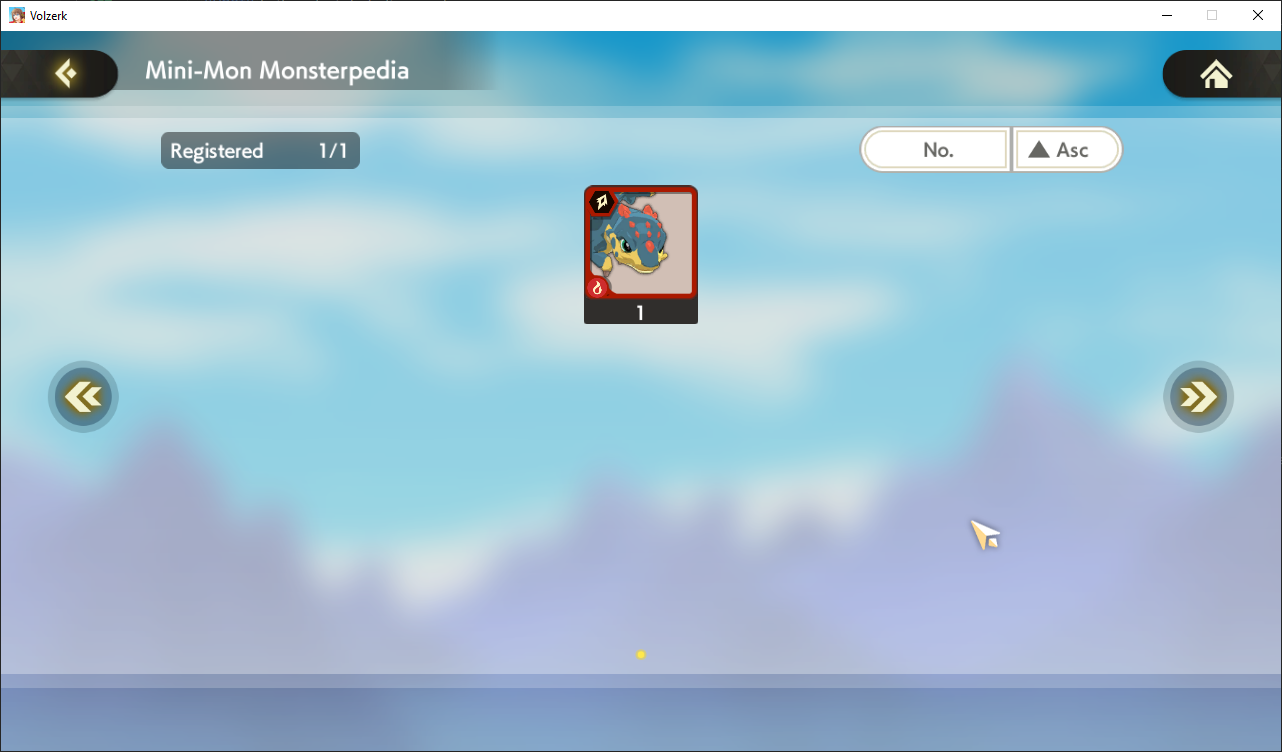 Volzerk
Mini-Mon Monsterpedia
Registered 1/1
No. ▲ Asc
1